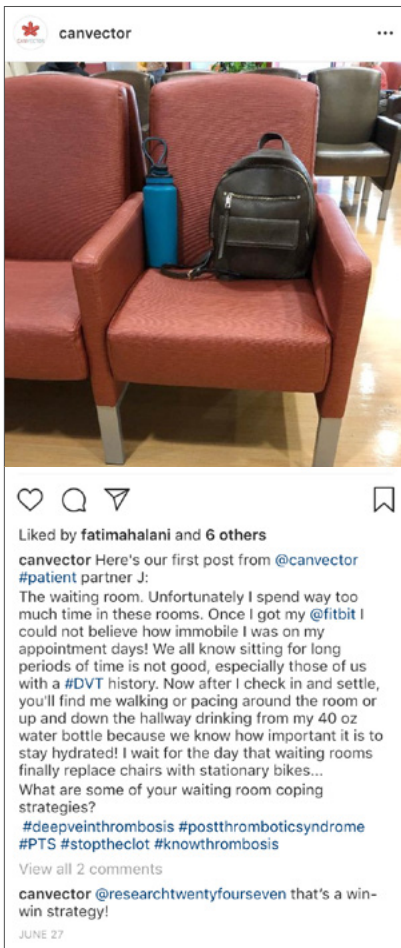 canvector
Liked by fatimahalani and 6 others
canvector Here's our first post from @canvector
#patient partner J:
The waiting room. Unfortunately I spend way too
much time in these rooms. Once I got my @fitbit I
could not believe how immobile I was on my
appointment days! We all know sitting for long
periods of time is not good, especially those of us
with a #DVT history. Now after I check in and settle,
you'll find me walking or pacing around the room or
up and down the hallway drinking from my 40 oz
water bottle because we know how important it is to
stay hydrated! I wait for the day that waiting rooms
finally replace chairs with stationary bikes...
What are some of your waiting room coping
strategies?
#deepveinthrombosis #postthromboticsyndrome
#PTS #stoptheclot #knowthrombosis
View all 2 comments
canvector @researchtwentyfourseven that's a win-
win strategy!
JUNE 27